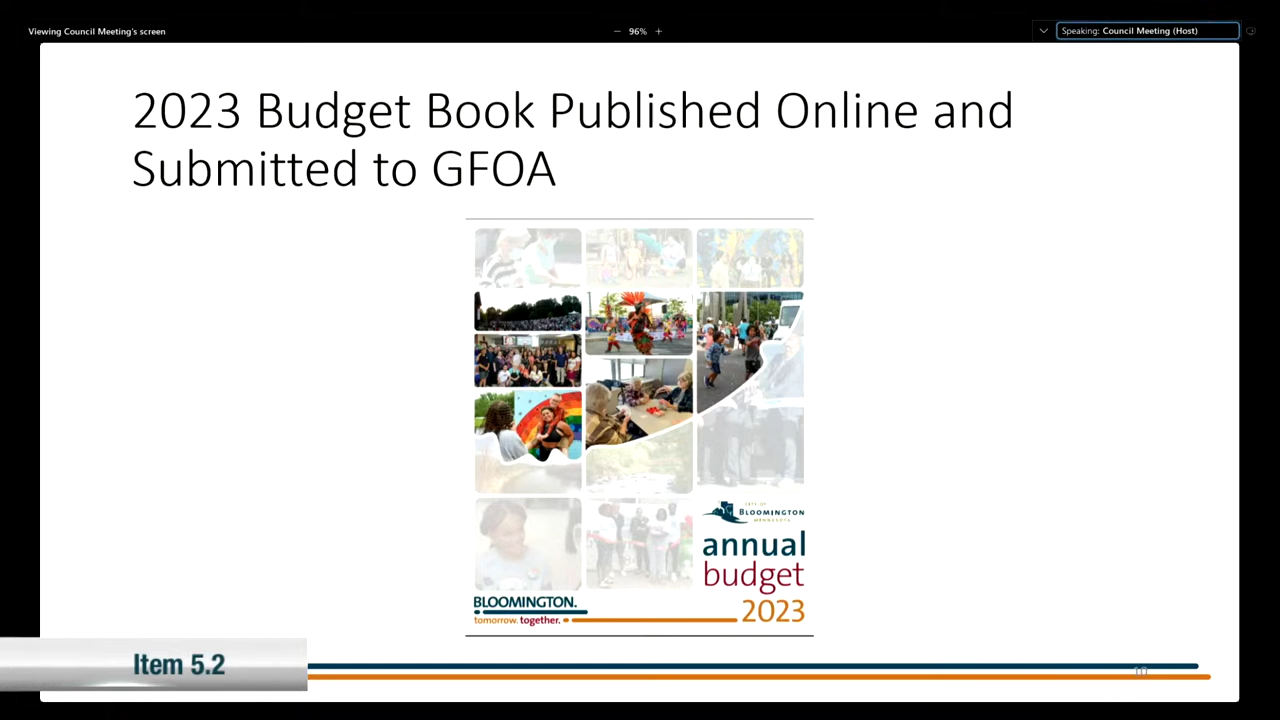 Viewing Council Meeting's screen
96%
Speaking: Council Meeting (Host)
2023 Budget Book Published Online and
Submitted to GFOA
CITY OF
BLOOMINGTON
MINNESOTA
annual
budget
2023
BLOOMINGTON.
tomorrow. together.
Item 5.2